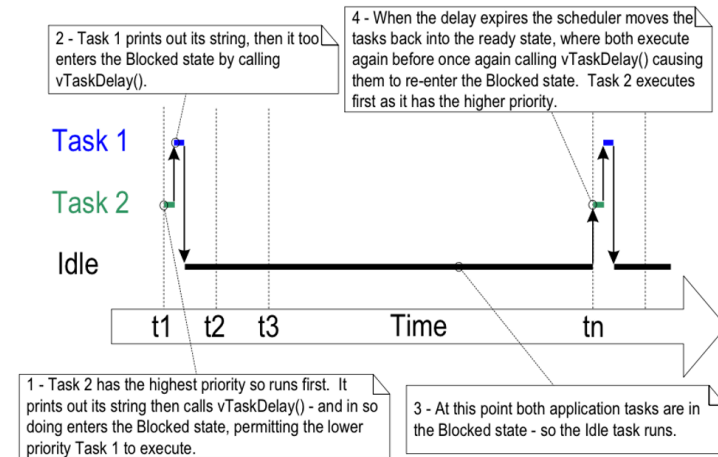 2 - Task 1 prints out its string, then it too
enters the Blocked state by calling
vTaskDelay().
4 - When the delay expires the scheduler moves the
tasks back into the ready state, where both execute
again before once again calling vTaskDelay() causing
them to re-enter the Blocked state.  Task 2 executes
first as it has the higher priority.
Task 1
Task 2
Idle
t1 t2 t3 Time tn
1 - Task 2 has the highest priority so runs first.  It
prints out its string then calls vTaskDelay() - and in so
doing enters the Blocked state, permitting the lower
priority Task 1 to execute.
3 - At this point both application tasks are in
the Blocked state - so the Idle task runs.